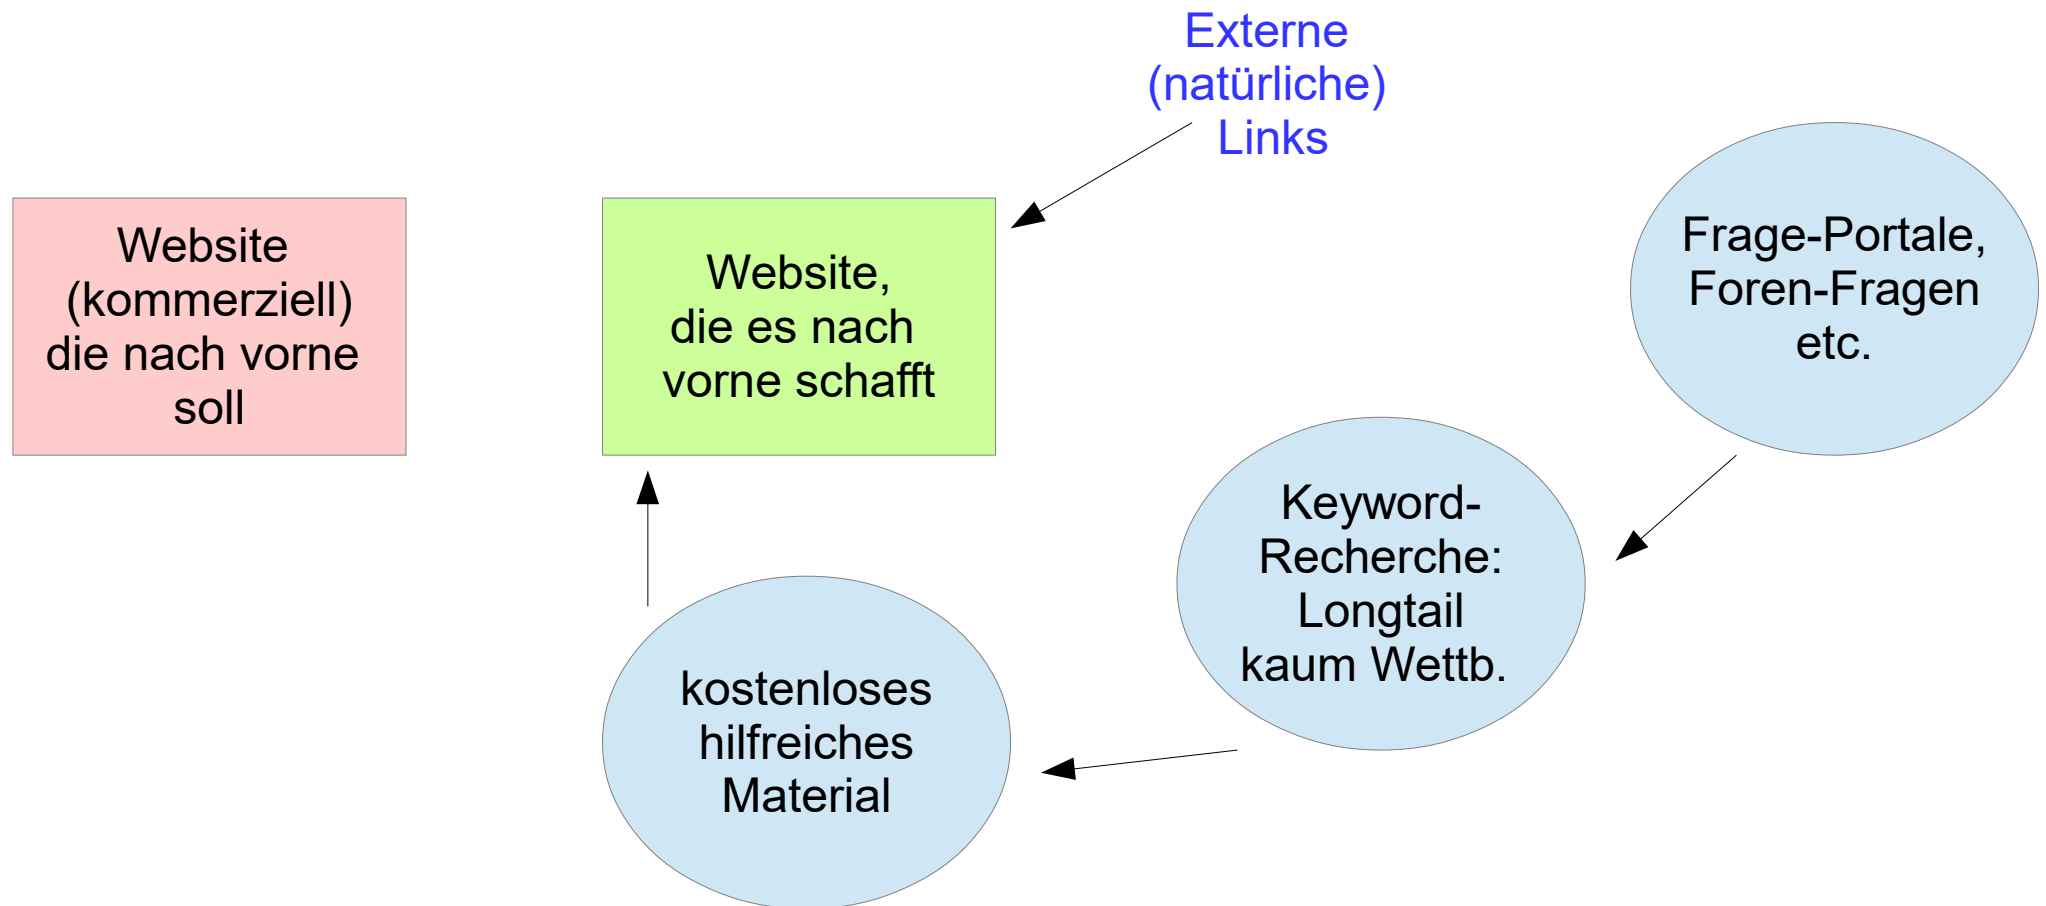 Externe
(natürliche)
Links
Website
(kommerziell)
die nach vorne
soll
Website,
die es nach
vorne schafft
Frage-Portale,
Foren-Fragen
etc.
Keyword-
Recherche:
Longtail
kaum Wettb.
kostenloses
hilfreiches
Material